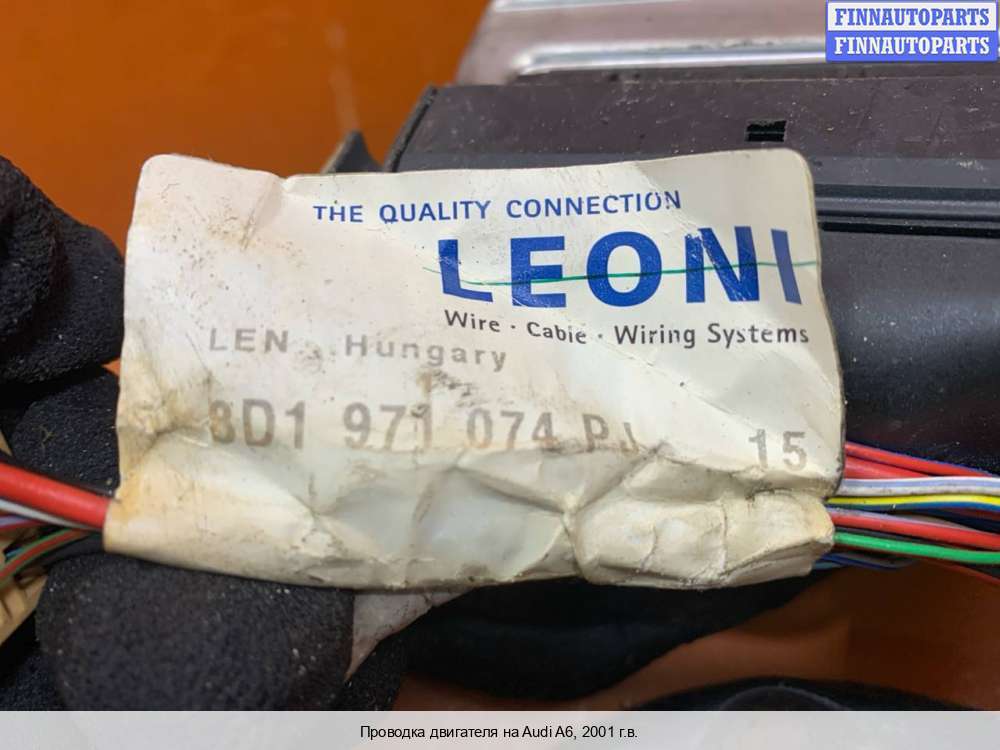 FINNAUTOPARTS
FINNAUTOPARTS
THE QUALITY CONNECTION
LEONI
Wire · Cable · Wiring Systems
LEN Hungary
8D1 971 074 PJ 15
Проводка двигателя на Audi A6, 2001 г.в.